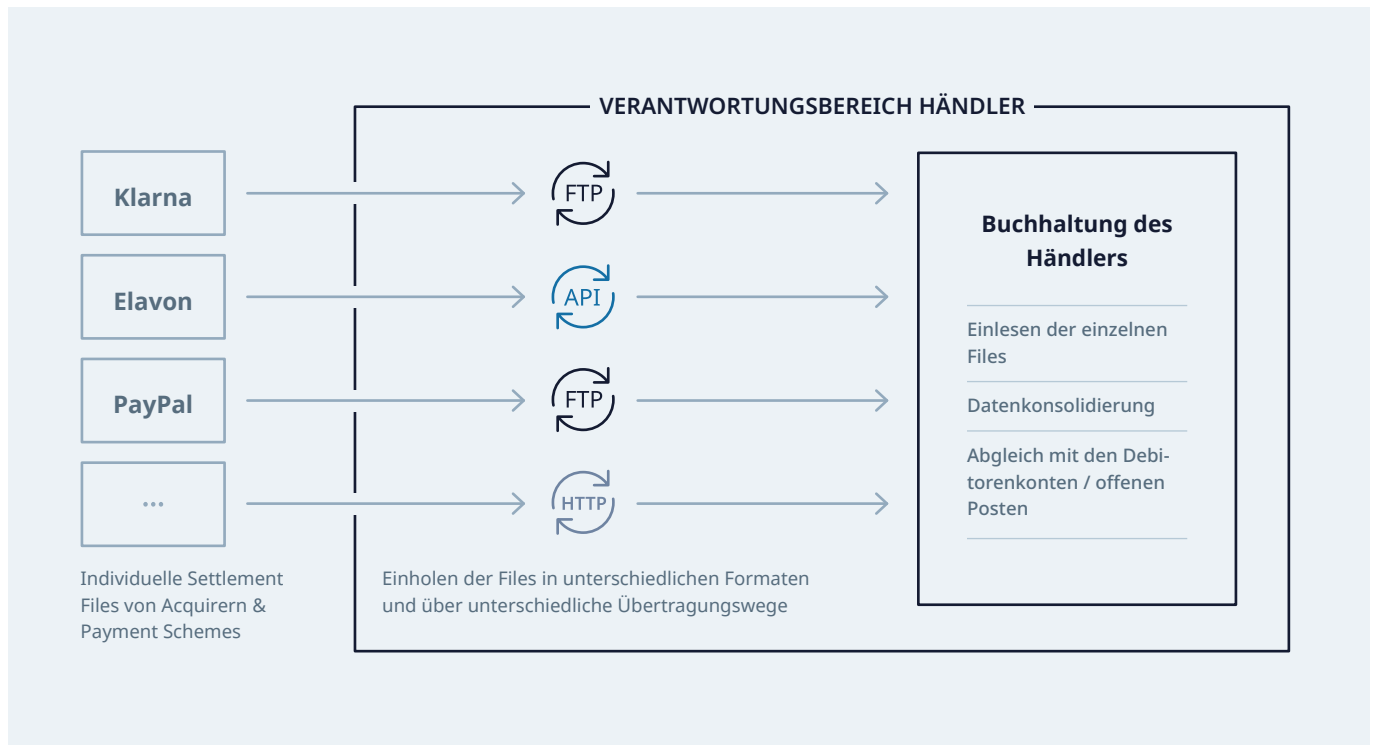 VERANTWORTUNGSBEREICH HÄNDLER
Klarna
FTP
Elavon
API
PayPal
FTP
...
HTTP
Individuelle Settlement
Files von Acquirern &
Payment Schemes
Einholen der Files in unterschiedlichen Formaten
und über unterschiedliche Übertragungswege
Buchhaltung des
Händlers
Einlesen der einzelnen
Files
Datenkonsolidierung
Abgleich mit den Debi-
torenkonten / offenen
Posten